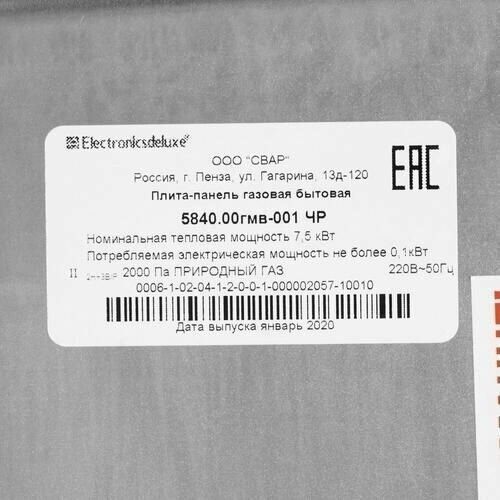 Electronicsdeluxe
ООО "СВАР"
Россия, г. Пенза, ул. Гагарина, 13д-120
EAC
Плита-панель газовая бытовая
5840.00гмв-001 ЧР
Номинальная тепловая мощность 7,5 кВт
Потребляемая электрическая мощность не более 0,1кВт
II 2000 Па ПРИРОДНЫЙ ГАЗ 220В~50Гц
0006-1-02-04-1-2-0-0-1-000002057-10010
Дата выпуска январь 2020